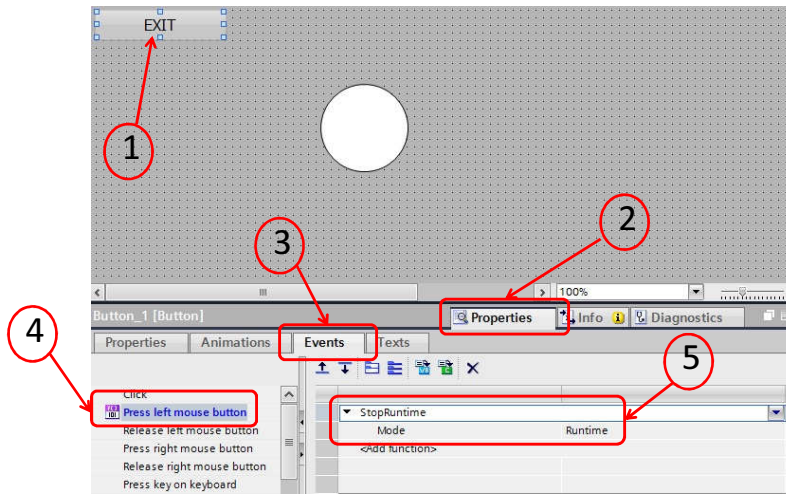 EXIT
1
2
3
100%
Button_1 [Button]
Properties
Info
Diagnostics
4
Properties
Animations
Events
Texts
5
Click
Press left mouse button
StopRuntime
Release left mouse button
Mode
Runtime
Press right mouse button
<Add function>
Release right mouse button
Press key on keyboard